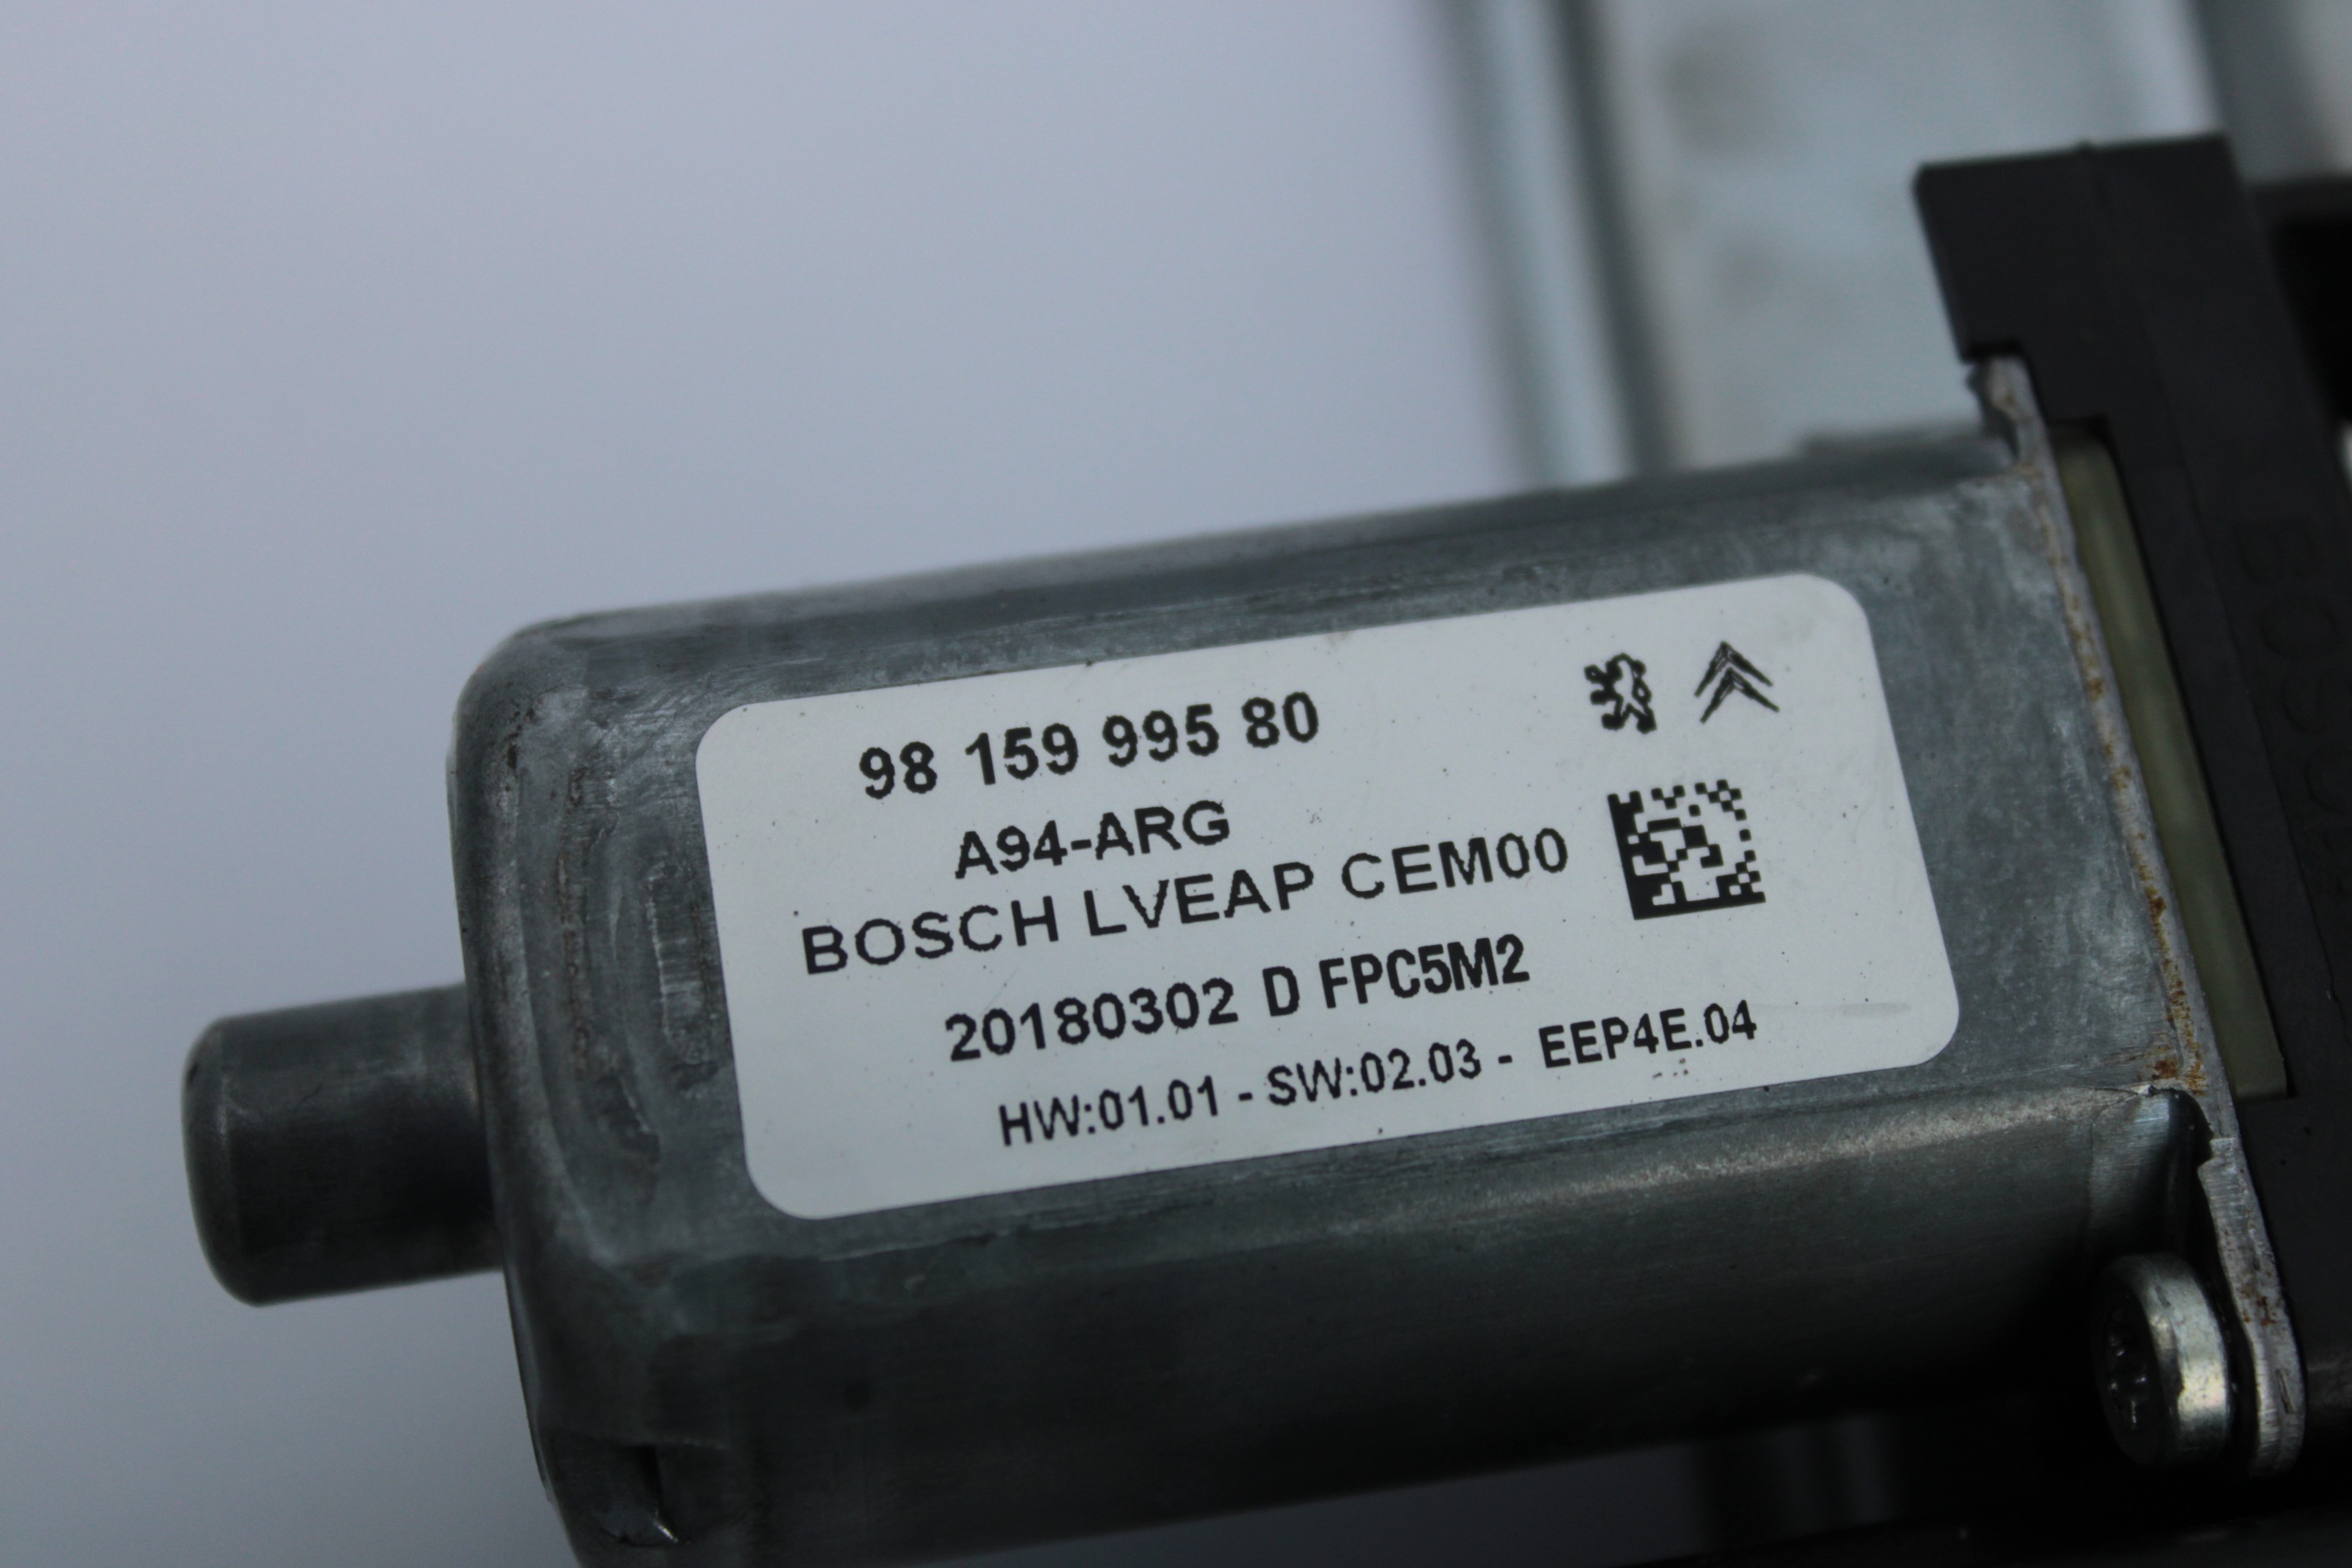 98 159 995 80
A94-ARG
BOSCH LVEAP CEM00
20180302 D FPC5M2
HW:01.01 - SW:02.03 - EEP4E.04